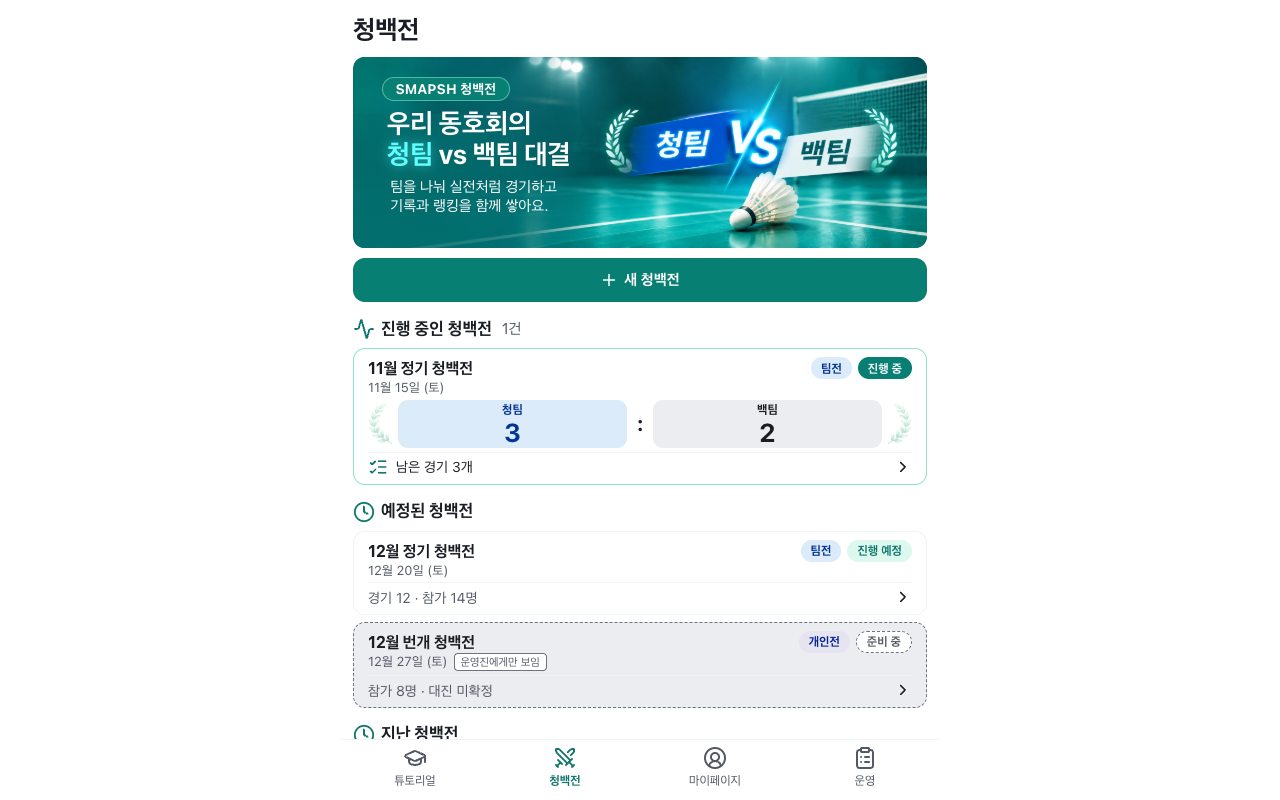 청백전
SMAPSH 청백전
우리 동호회의
청팀 vs 백팀 대결
팀을 나눠 실전처럼 경기하고
기록과 랭킹을 함께 쌓아요.
청팀 VS 백팀
새 청백전
진행 중인 청백전 1건
11월 정기 청백전
팀전 진행 중
11월 15일 (토)
청팀
3
:
백팀
2
남은 경기 3개
예정된 청백전
12월 정기 청백전
팀전 진행 예정
12월 20일 (토)
경기 12 · 참가 14명
12월 번개 청백전
개인전 준비 중
12월 27일 (토) 운영진에게만 보임
참가 8명 · 대진 미확정
지난 청백전
튜토리얼
청백전
마이페이지
운영